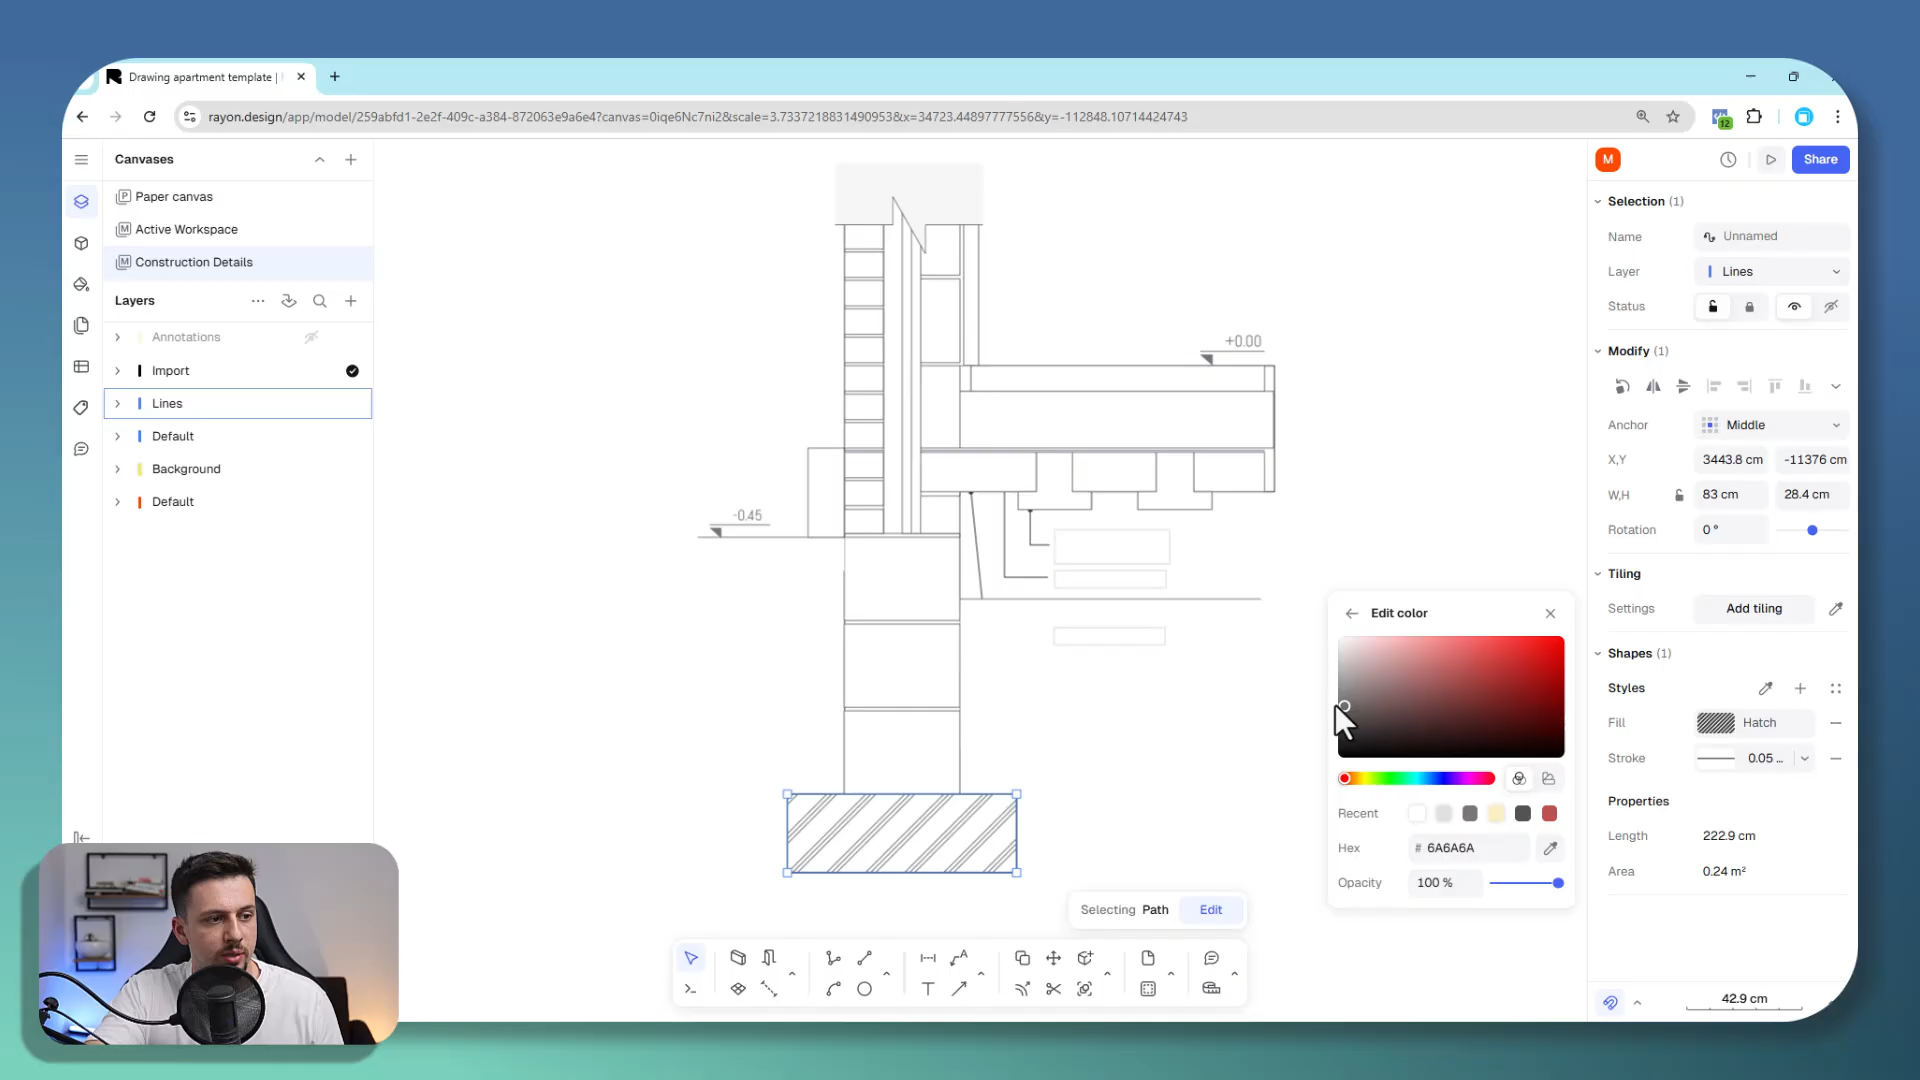 Drawing apartment template |
rayon.design/app/model/259abfd1-2e2f-409c-a384-872063e9a6e4?canvas=0iqe6Nc7ni2&scale=3.7337218831490953&x=34723.44897777556&y=-112848.10714424743
12
Canvases
P Paper canvas
M Active Workspace
M Construction Details
Layers
Annotations
Import
Lines
Default
Background
Default
+0.00
-0.45
Selecting Path Edit
Edit color
Recent
Hex # 6A6A6A
Opacity 100 %
M Share
Selection (1)
Name Unnamed
Layer Lines
Status
Modify (1)
Anchor Middle
X,Y 3443.8 cm -11376 cm
W,H 83 cm 28.4 cm
Rotation 0 °
Tiling
Settings Add tiling
Shapes (1)
Styles
Fill Hatch
Stroke 0.05 ...
Properties
Length 222.9 cm
Area 0.24 m²
42.9 cm